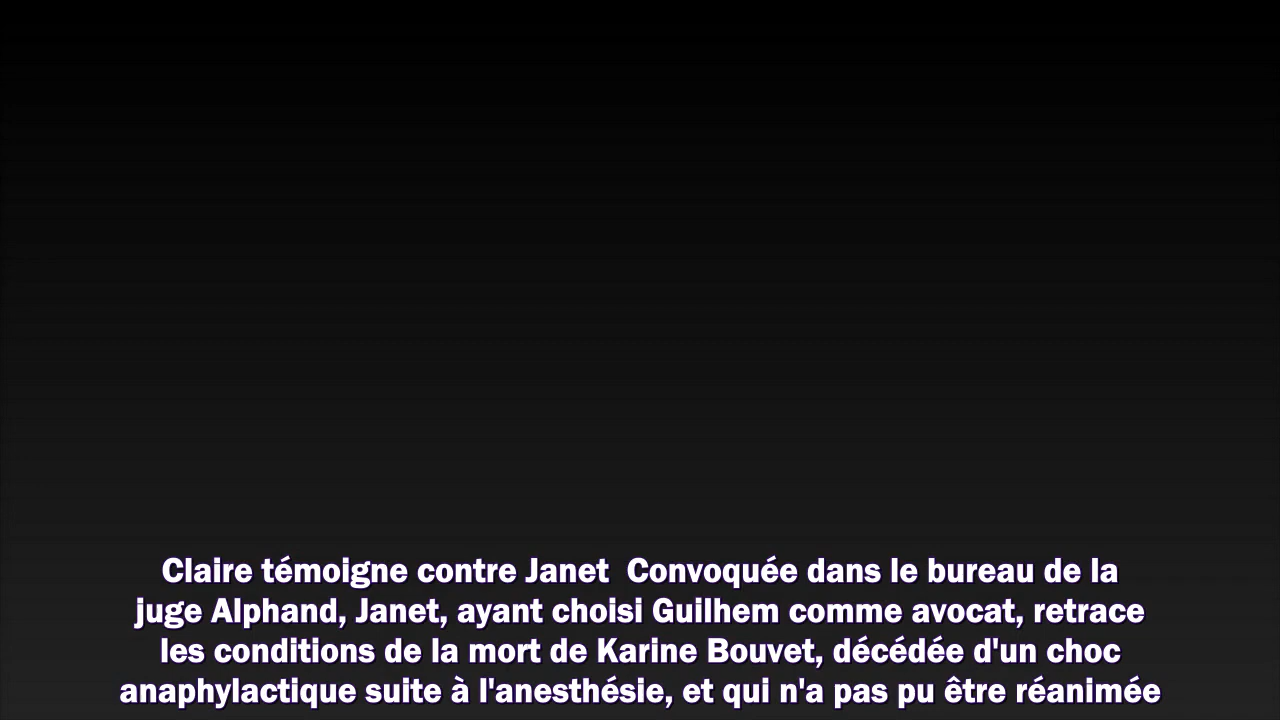 Claire témoigne contre Janet  Convoquée dans le bureau de la
juge Alphand, Janet, ayant choisi Guilhem comme avocat, retrace
les conditions de la mort de Karine Bouvet, décédée d'un choc
anaphylactique suite à l'anesthésie, et qui n'a pas pu être réanimée